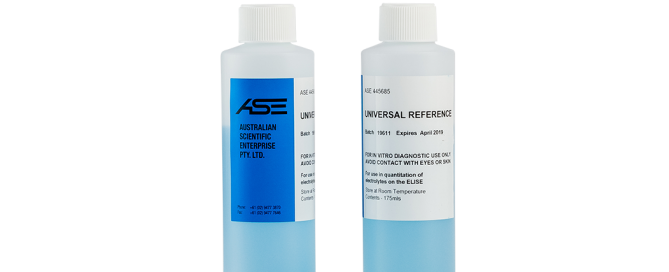 ASE
AUSTRALIAN
SCIENTIFIC
ENTERPRISE
PTY. LTD.
ASE 445685
UNIVERSAL REFERENCE
Batch 19611 Expires April 2019
FOR IN VITRO DIAGNOSTIC USE ONLY
AVOID CONTACT WITH EYES OR SKIN
For use in quantitation of
electrolytes on the ELISE
Store at Room Temperature
Contents - 175mls